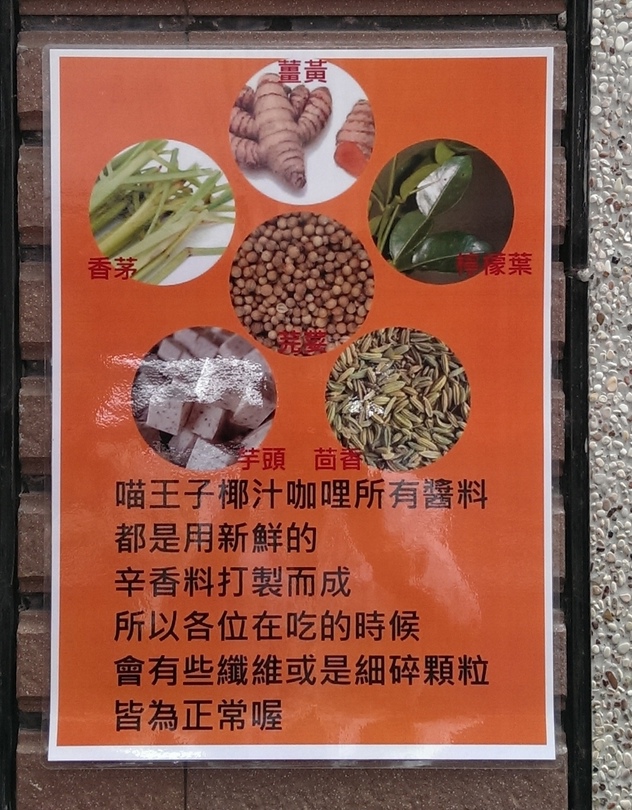 薑黃
香茅
檸檬葉
芫荽
芋頭
茴香
喵王子椰汁咖哩所有醬料
都是用新鮮的
辛香料打製而成
所以各位在吃的時候
會有些纖維或是細碎顆粒
皆為正常喔